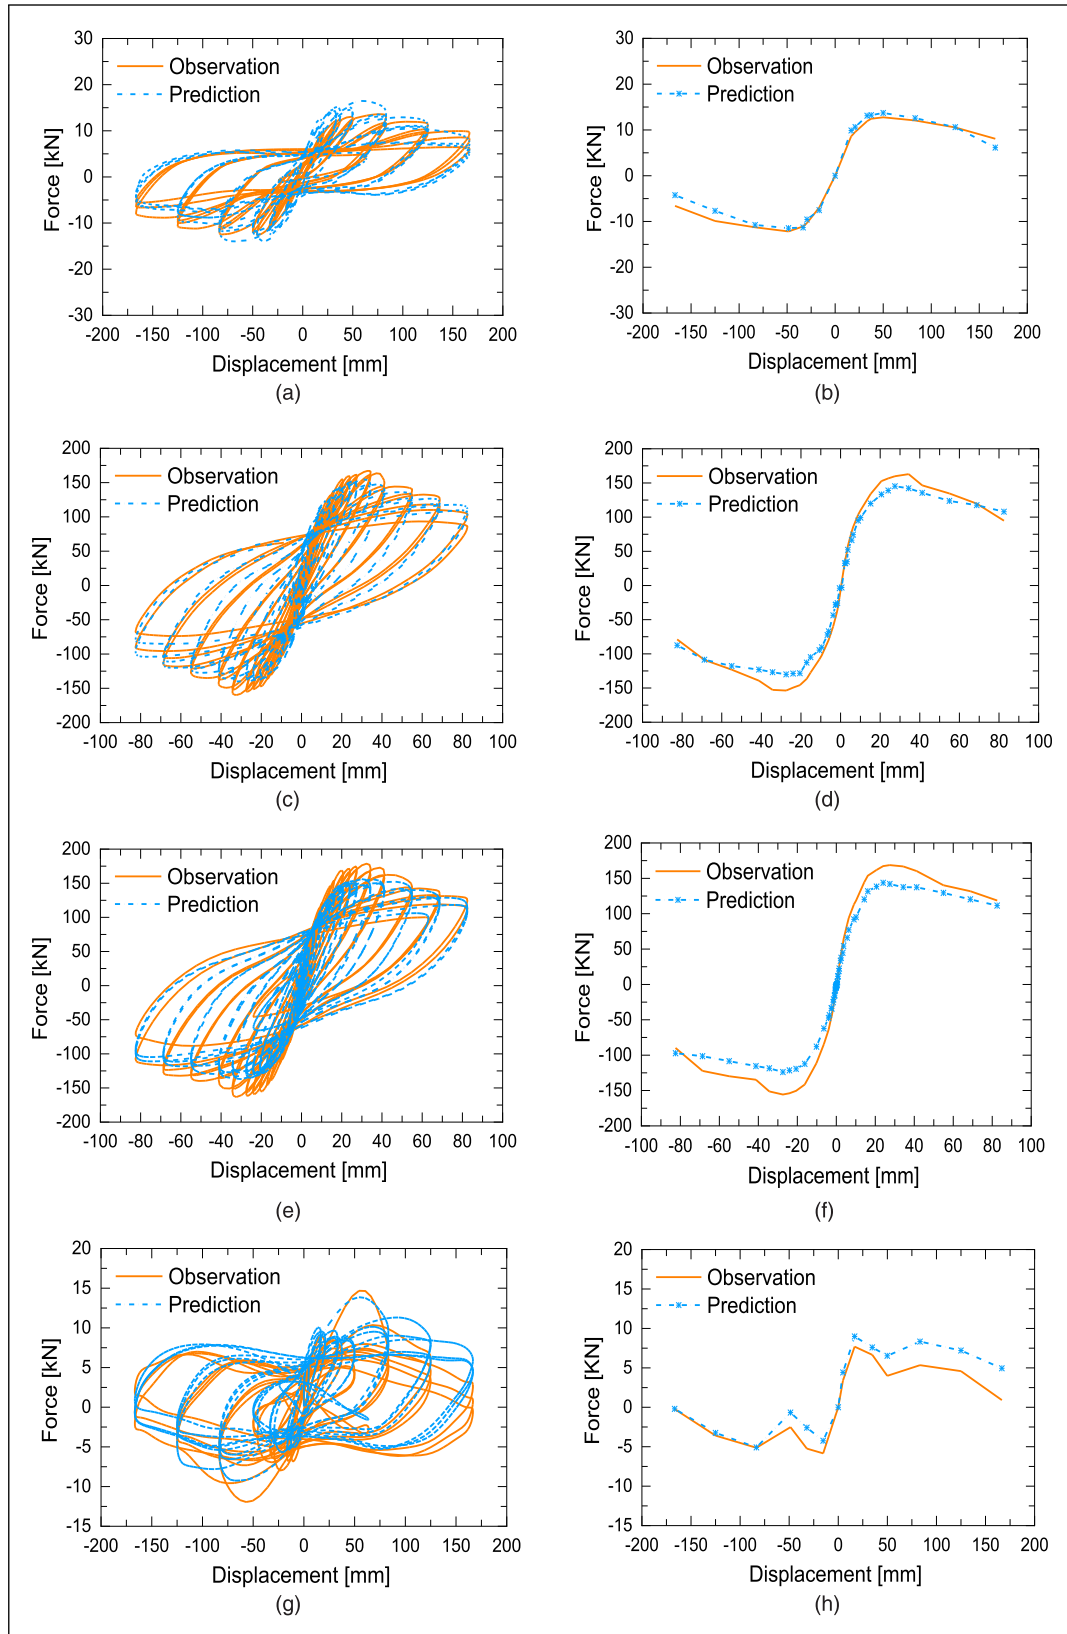 30
20
10
0
-10
-20
-30
Force [kN]
Observation
Prediction
-200 -150 -100 -50 0 50 100 150 200
Displacement [mm]
(a)
30
20
10
0
-10
-20
-30
Force [KN]
Observation
Prediction
-200 -150 -100 -50 0 50 100 150 200
Displacement [mm]
(b)
200
150
100
50
0
-50
-100
-150
-200
Force [kN]
Observation
Prediction
-100 -80 -60 -40 -20 0 20 40 60 80 100
Displacement [mm]
(c)
200
150
100
50
0
-50
-100
-150
-200
Force [KN]
Observation
Prediction
-100 -80 -60 -40 -20 0 20 40 60 80 100
Displacement [mm]
(d)
200
150
100
50
0
-50
-100
-150
-200
Force [kN]
Observation
Prediction
-100 -80 -60 -40 -20 0 20 40 60 80 100
Displacement [mm]
(e)
200
150
100
50
0
-50
-100
-150
-200
Force [KN]
Observation
Prediction
-100 -80 -60 -40 -20 0 20 40 60 80 100
Displacement [mm]
(f)
20
15
10
5
0
-5
-10
-15
Force [kN]
Observation
Prediction
-200 -150 -100 -50 0 50 100 150 200
Displacement [mm]
(g)
20
15
10
5
0
-5
-10
-15
Force [KN]
Observation
Prediction
-200 -150 -100 -50 0 50 100 150 200
Displacement [mm]
(h)